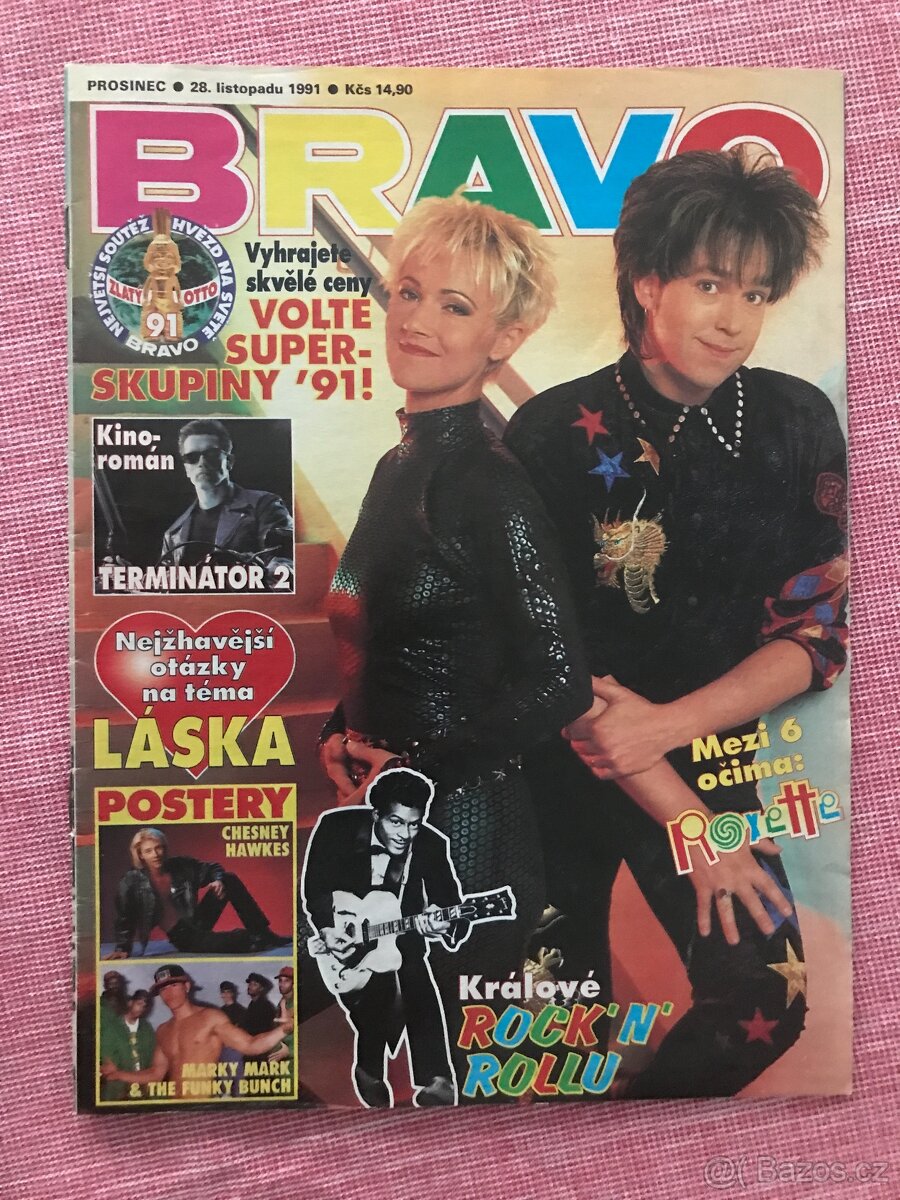 PROSINEC ● 28. listopadu 1991 ● Kčs 14,90
BRAVO
NEJVĚTŠÍ SOUTĚŽ HVĚZD NA SVĚTĚ
ZLATÝ OTTO
91
BRAVO
Vyhrajete
skvělé ceny
VOLTE
SUPER-
SKUPINY '91!
Kino-
román
TERMINÁTOR 2
Nejžhavější
otázky
na téma
LÁSKA
POSTERY
CHESNEY
HAWKES
MARKY MARK
& THE FUNKY BUNCH
Mezi 6
očima:
Roxette
Králové
ROCK'N'
ROLLU
@ Bazos.cz